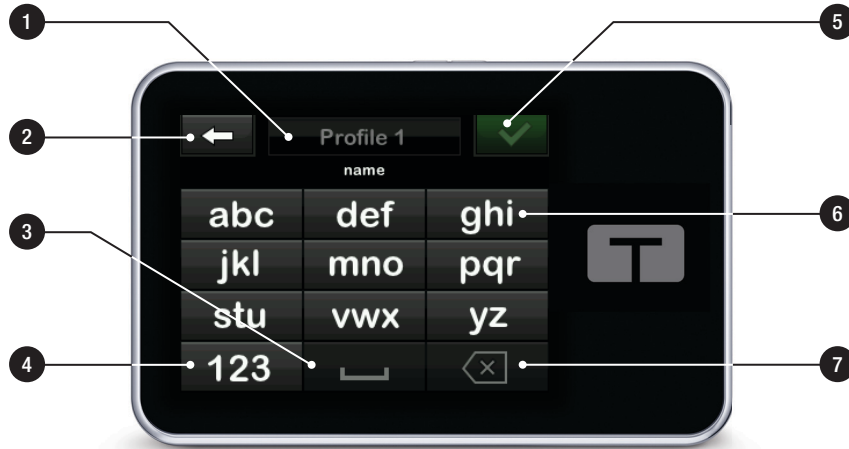 1
5
2
Profile 1
name
abc def ghi
6
3
jkl mno pqr
stu vwx yz
4
123
7